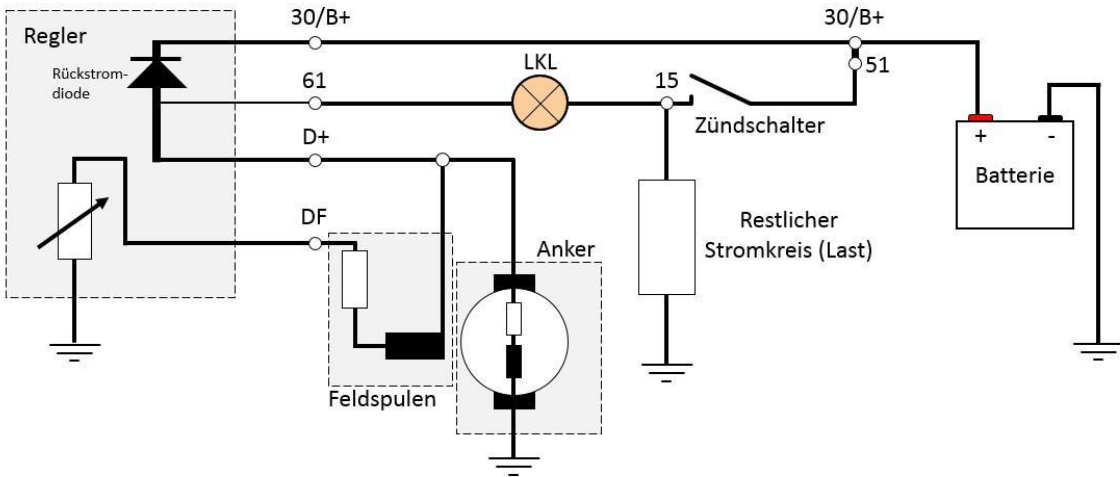 30/B+
30/B+
Regler
Rückstrom-
diode
61
LKL
15
51
Zündschalter
D+
+
-
Batterie
DF
Restlicher
Stromkreis (Last)
Anker
Feldspulen